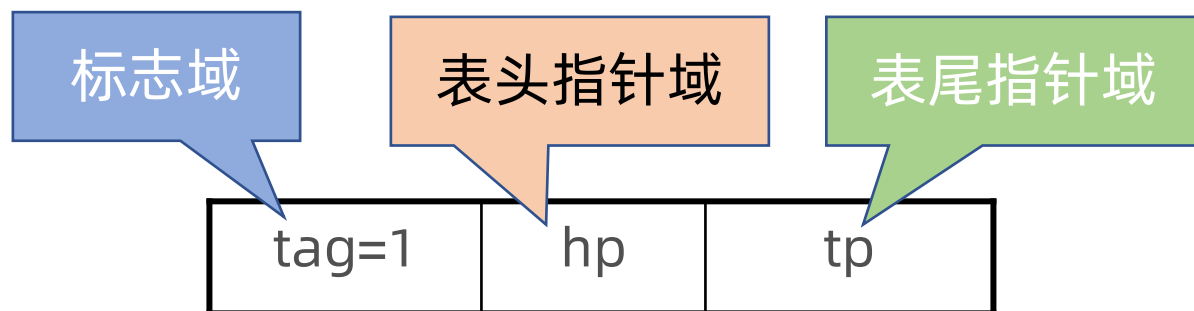 标志域
表头指针域
表尾指针域
tag=1
hp
tp